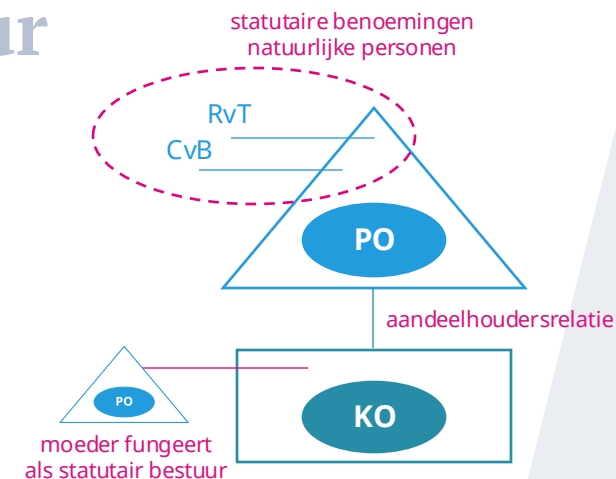 ur
statutaire benoemingen
natuurlijke personen
RvT
CvB
PO
aandeelhoudersrelatie
PO
KO
moeder fungeert
als statutair bestuur